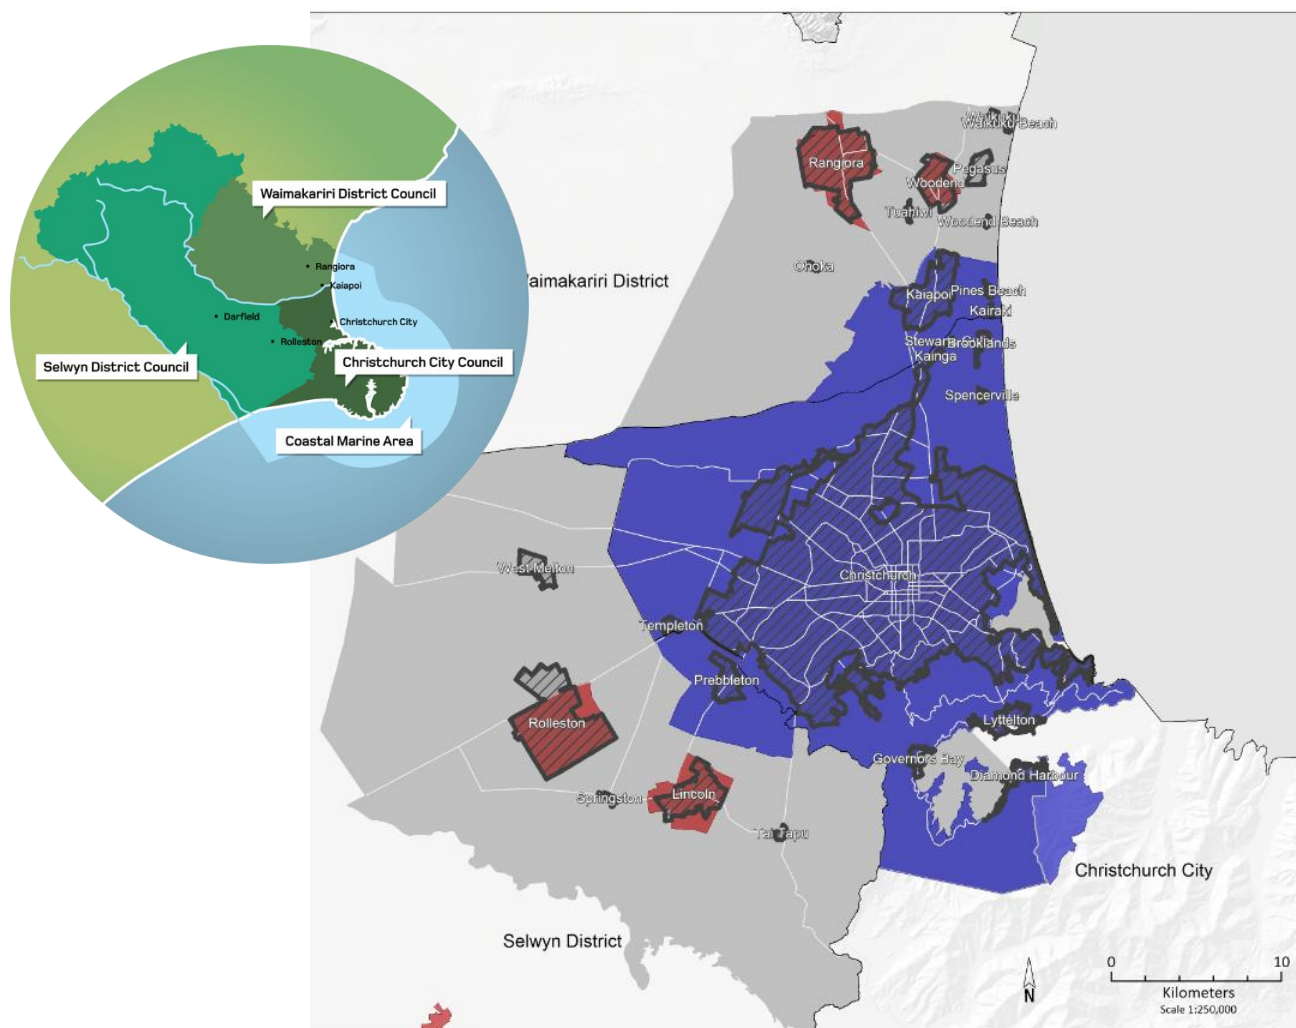 Waimakariri District Council
Rangiora
Kaiapoi
Darfield
Christchurch City
Rolleston
Selwyn District Council
Christchurch City Council
Coastal Marine Area
Waikuku
Waikuku Beach
Rangiora
Pegasus
Woodend
Tuahiwi
Woodend Beach
Ohoka
aimakariri District
Kaiapoi
Pines Beach
Kairaki
Brooklands
Kainga
Spencerville
Christchurch
West Melton
Templeton
Prebbleton
Rolleston
Lyttelton
Governors Bay
Diamond Harbour
Springston
Lincoln
Tai Tapu
Christchurch City
Selwyn District
0 10
Kilometers
Scale 1:250,000
N